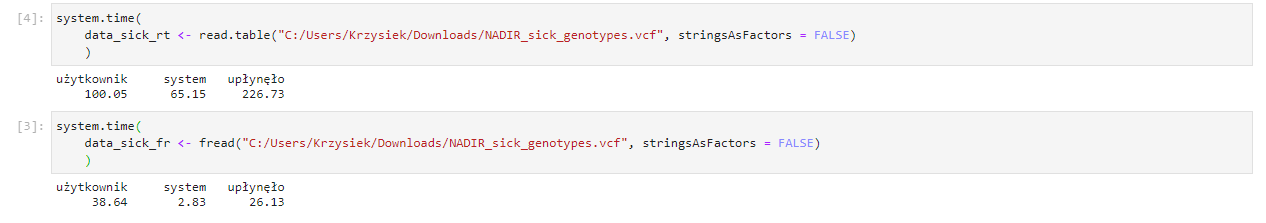 [4]: system.time(
data_sick_rt <- read.table("C:/Users/Krzysiek/Downloads/NADIR_sick_genotypes.vcf", stringsAsFactors = FALSE)
)
użytkownik system upłynęło
100.05 65.15 226.73
[3]: system.time(
data_sick_fr <- fread("C:/Users/Krzysiek/Downloads/NADIR_sick_genotypes.vcf", stringsAsFactors = FALSE)
)
użytkownik system upłynęło
38.64 2.83 26.13